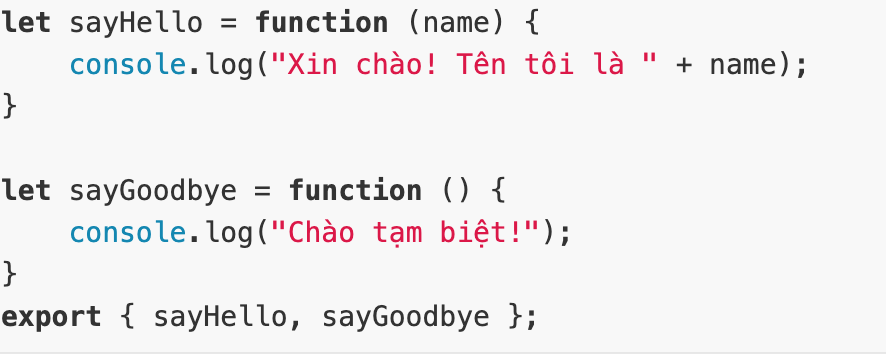 let sayHello = function (name) {
    console.log("Xin chào! Tên tôi là " + name);
}

let sayGoodbye = function () {
    console.log("Chào tạm biệt!");
}
export { sayHello, sayGoodbye };